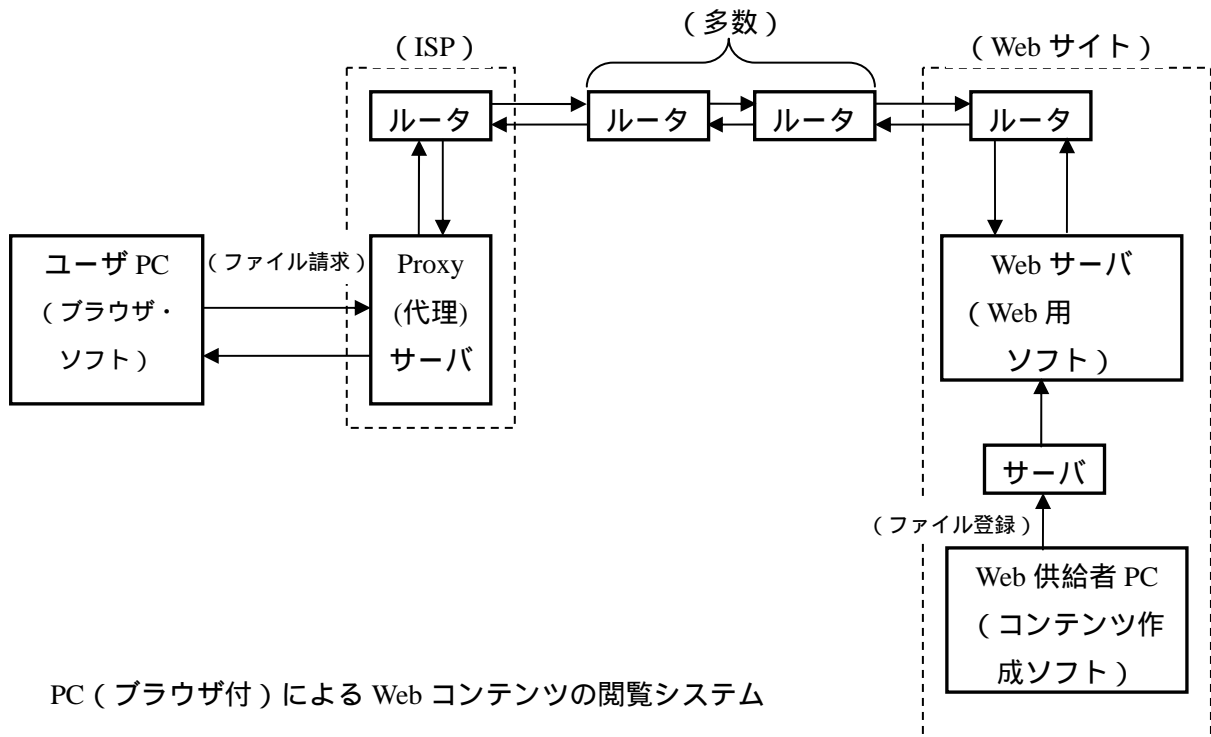 (多数)
(ISP)
(Web サイト)
ルータ
ルータ
ルータ
ルータ
ユーザ PC
(ブラウザ・
ソフト)
(ファイル請求)
Proxy
(代理)
サーバ
Web サーバ
(Web 用
ソフト)
サーバ
(ファイル登録)
Web 供給者 PC
(コンテンツ作
成ソフト)
PC(ブラウザ付)による Web コンテンツの閲覧システム